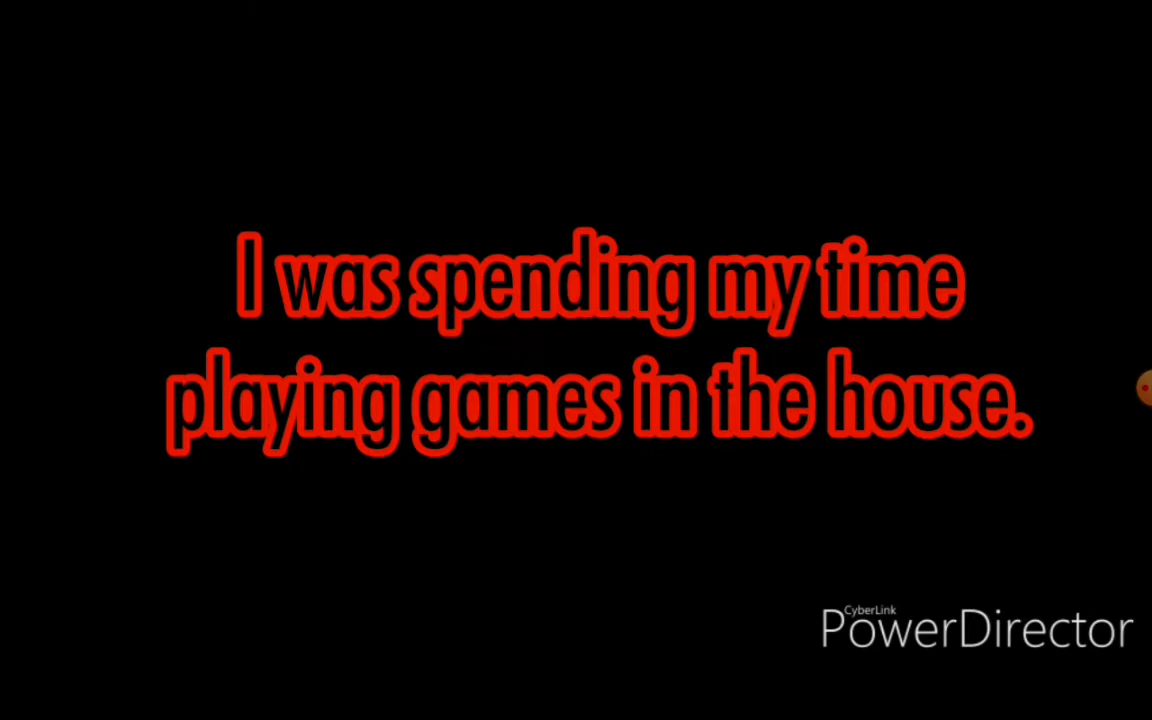 I was spending my time
playing games in the house.
CyberLink
PowerDirector